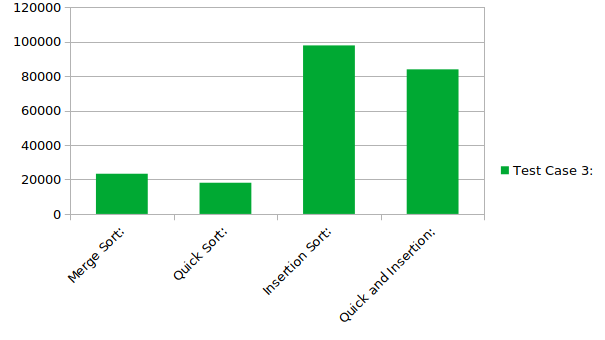 120000
100000
80000
60000
40000
20000
0
Merge Sort:
Quick Sort:
Insertion Sort:
Quick and Insertion:
Test Case 3: